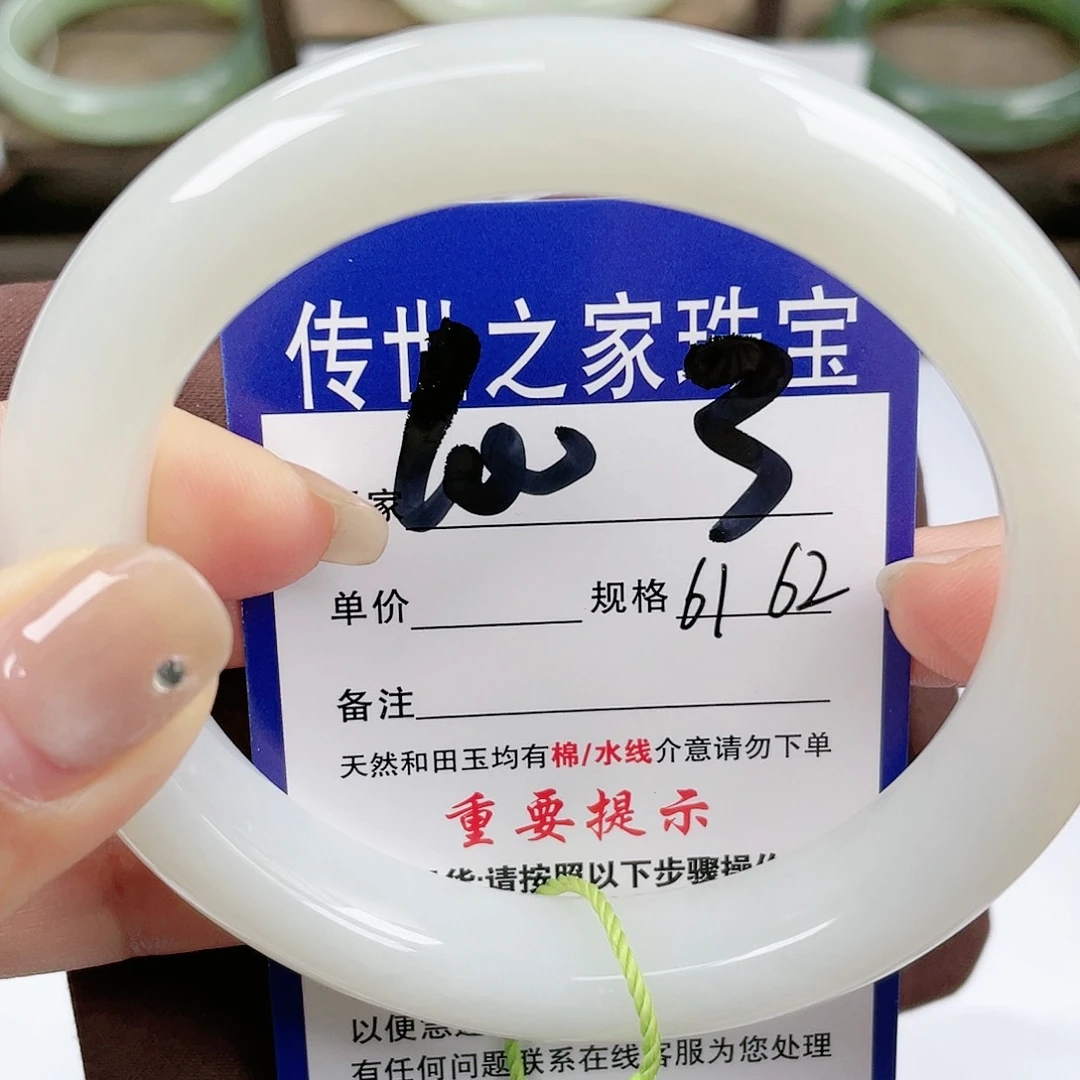 传世之家珠宝
家
3
单价 规格 61 62
备注
天然和田玉均有棉/水线介意请勿下单
重要提示
请按照以下步骤操作
以便
有任何问题联系在线客服为您处理